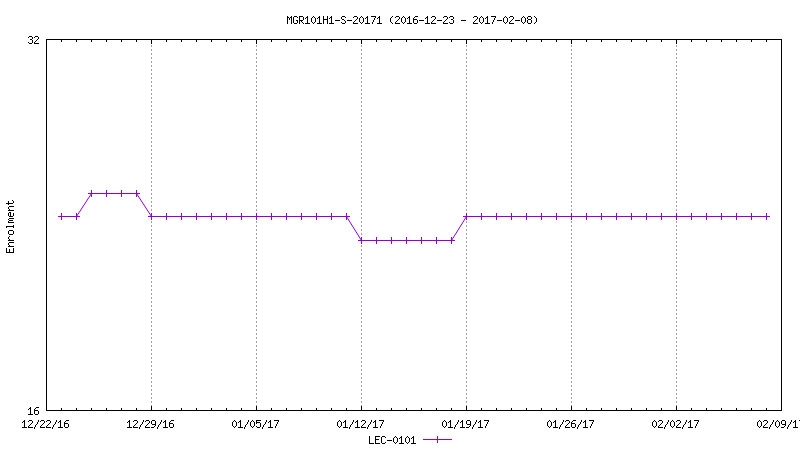 MGR101H1-S-20171 (2016-12-23 - 2017-02-08)
32
Enrolment
16
12/22/16 12/29/16 01/05/17 01/12/17 01/19/17 01/26/17 02/02/17 02/09/1
LEC-0101